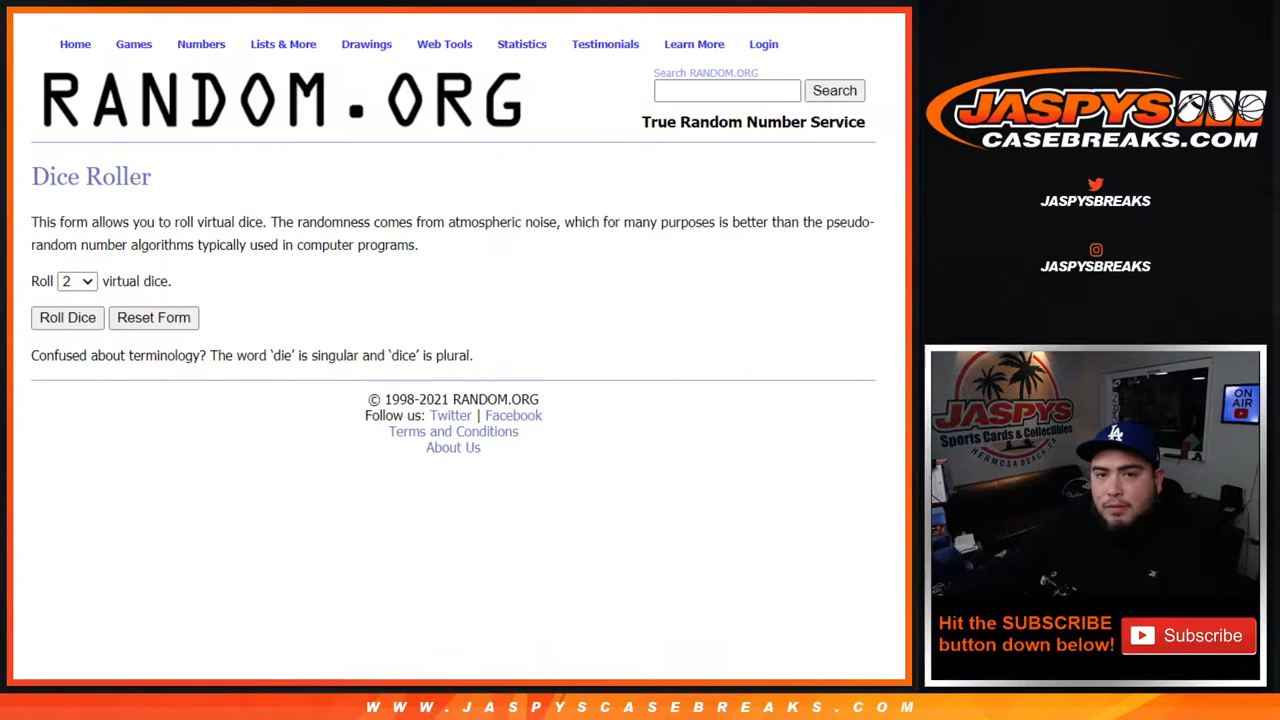 Home Games Numbers Lists & More Drawings Web Tools Statistics Testimonials Learn More Login
RANDOM.ORG
Search RANDOM.ORG
Search
True Random Number Service
Dice Roller
This form allows you to roll virtual dice. The randomness comes from atmospheric noise, which for many purposes is better than the pseudo-
random number algorithms typically used in computer programs.
Roll 2 virtual dice.
Roll Dice Reset Form
Confused about terminology? The word ‘die’ is singular and ‘dice’ is plural.
© 1998-2021 RANDOM.ORG
Follow us: Twitter | Facebook
Terms and Conditions
About Us
JASPYS
CASEBREAKS.COM
JASPYSBREAKS
JASPYSBREAKS
JASPYS
Sports Cards & Collectibles
HERMOSA BEACH, CA
ON
AIR
LA
Hit the SUBSCRIBE
button down below!
Subscribe
WWW.JASPYSCASEBREAKS.COM